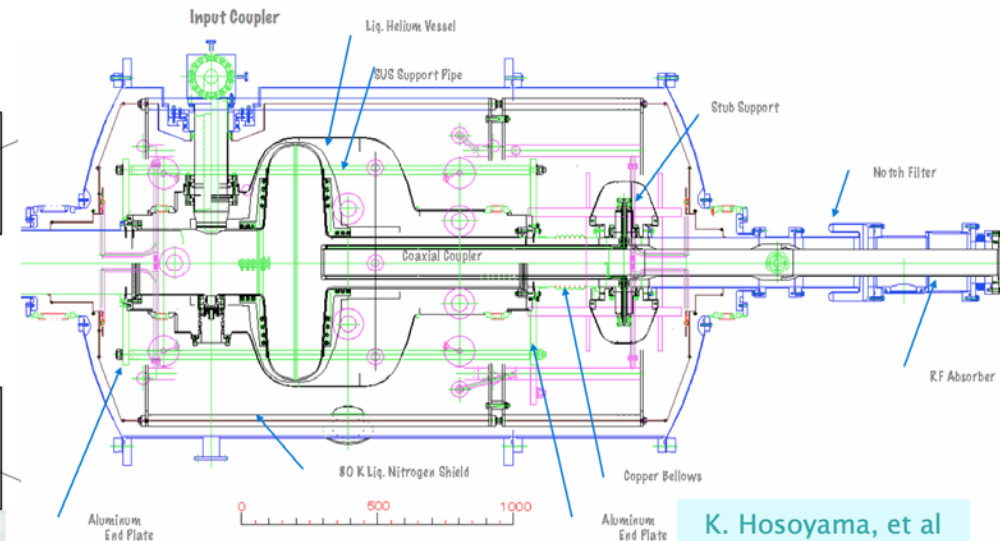 Input Coupler
Liq. Helium Vessel
SUS Support Pipe
Stub Support
Notch Filter
Coaxial Coupler
RF Absorber
80 K Liq. Nitrogen Shield
Copper Bellows
0 500 1000
Aluminum
End Plate
Aluminum
End Plate
K. Hosoyama, et al